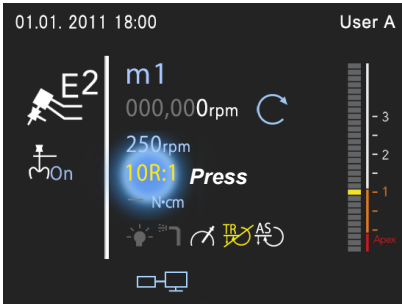 01.01. 2011 18:00 User A
E2
m1
000,000rpm
3
250rpm
2
On
10R:1 Press
1
N·cm
TR AS
Apex